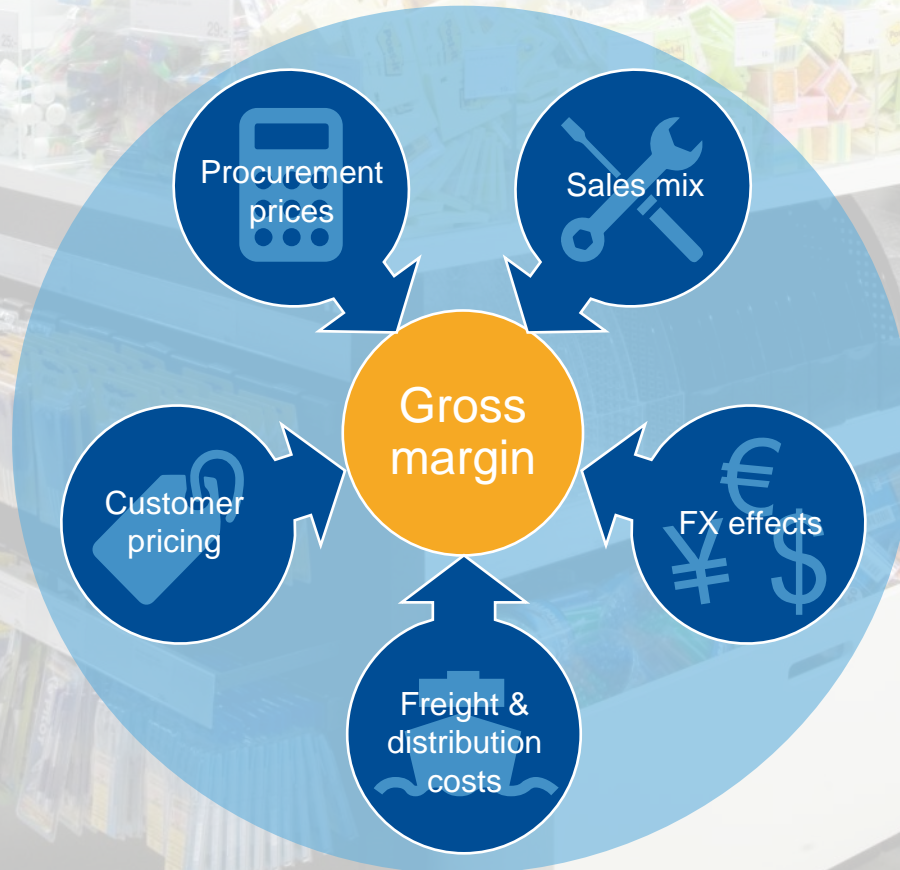 Procurement
prices
Sales mix
Gross
margin
Customer
pricing
FX effects
€
¥ $
Freight &
distribution
costs